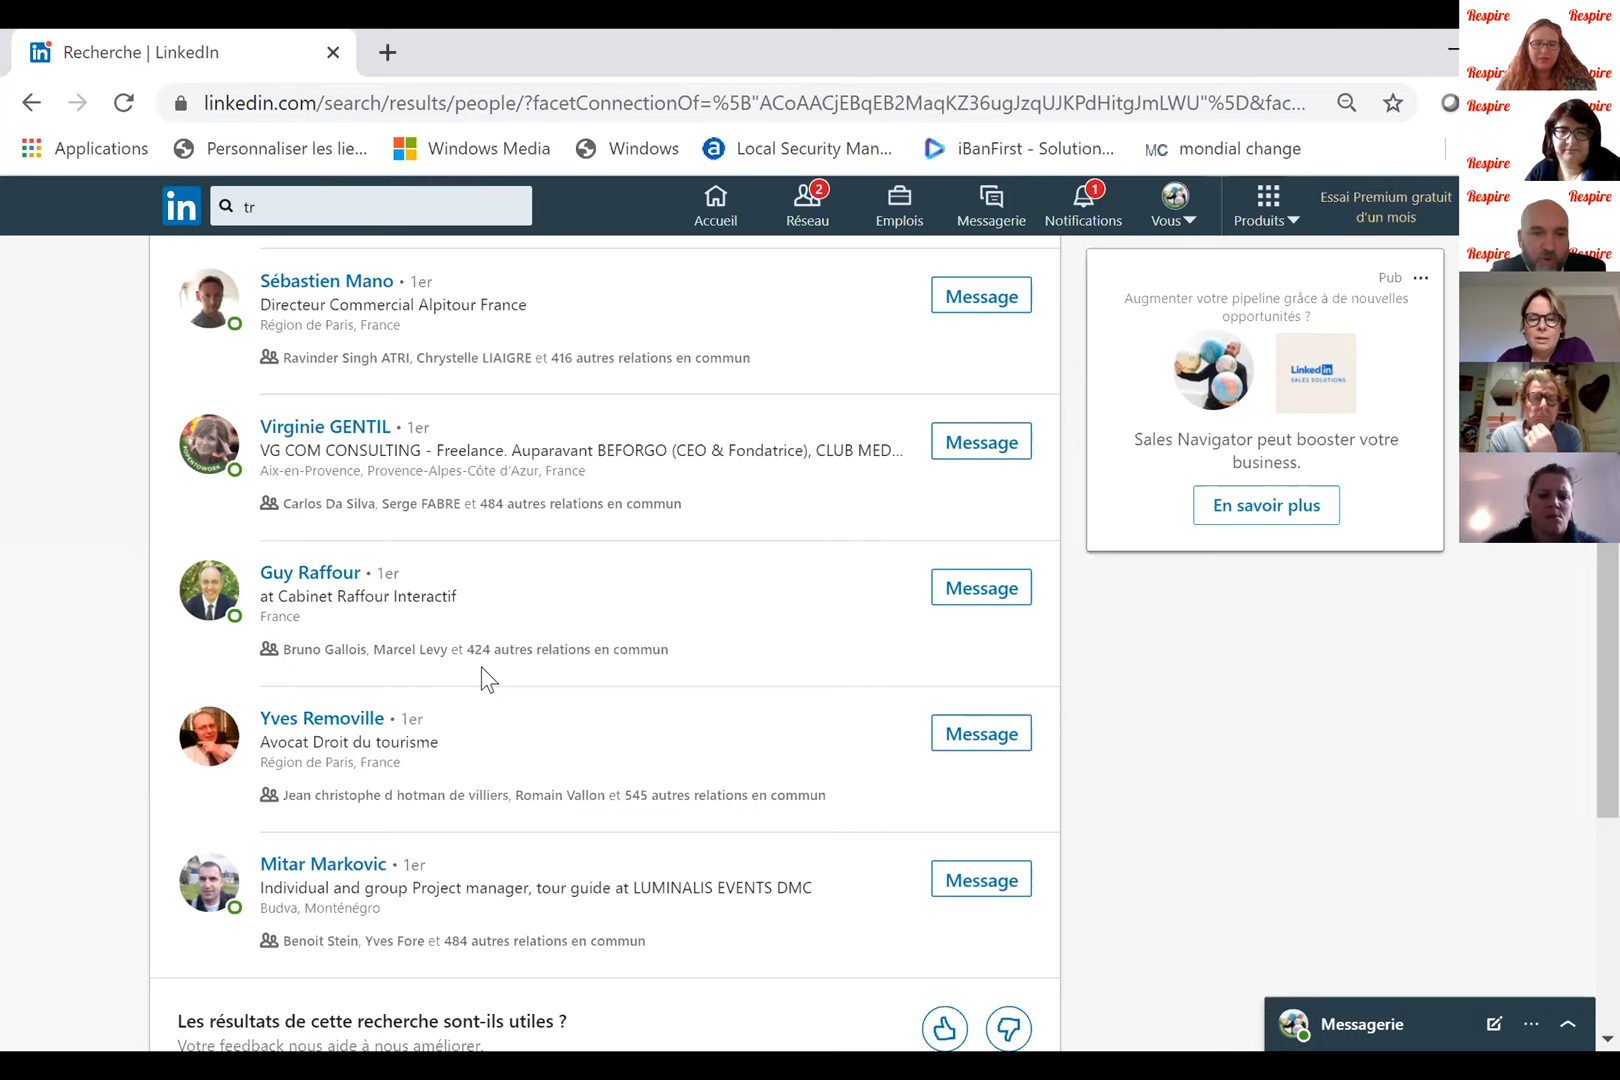 Recherche | LinkedIn
linkedin.com/search/results/people/?facetConnectionOf=%5B"ACoAACjEBqEB2MaqKZ36ugJzqUJKPdHitgJmLWU"%5D&fac...
Applications
Personnaliser les lie...
Windows Media
Windows
Local Security Man...
iBanFirst - Solution...
MC mondial change
in
tr
Accueil
2
Réseau
Emplois
Messagerie
1
Notifications
Vous
Produits
Essai Premium gratuit
d'un mois
Sébastien Mano • 1er
Directeur Commercial Alpitour France
Région de Paris, France
Ravinder Singh ATRI, Chrystelle LIAIGRE et 416 autres relations en commun
Message
Virginie GENTIL • 1er
VG COM CONSULTING - Freelance. Auparavant BEFORGO (CEO & Fondatrice), CLUB MED...
Aix-en-Provence, Provence-Alpes-Côte d'Azur, France
Carlos Da Silva, Serge FABRE et 484 autres relations en commun
Message
Guy Raffour • 1er
at Cabinet Raffour Interactif
France
Bruno Gallois, Marcel Levy et 424 autres relations en commun
Message
Yves Removille • 1er
Avocat Droit du tourisme
Région de Paris, France
Jean christophe d hotman de villiers, Romain Vallon et 545 autres relations en commun
Message
Mitar Markovic • 1er
Individual and group Project manager, tour guide at LUMINALIS EVENTS DMC
Budva, Monténégro
Benoit Stein, Yves Fore et 484 autres relations en commun
Message
Les résultats de cette recherche sont-ils utiles ?
Votre feedback nous aide à nous améliorer.
Pub
Augmenter votre pipeline grâce à de nouvelles
opportunités ?
Linked in
SALES SOLUTIONS
Sales Navigator peut booster votre
business.
En savoir plus
Messagerie
Respire Respire
Respire
Respire
Respire
Respire Respire
Respire Respire